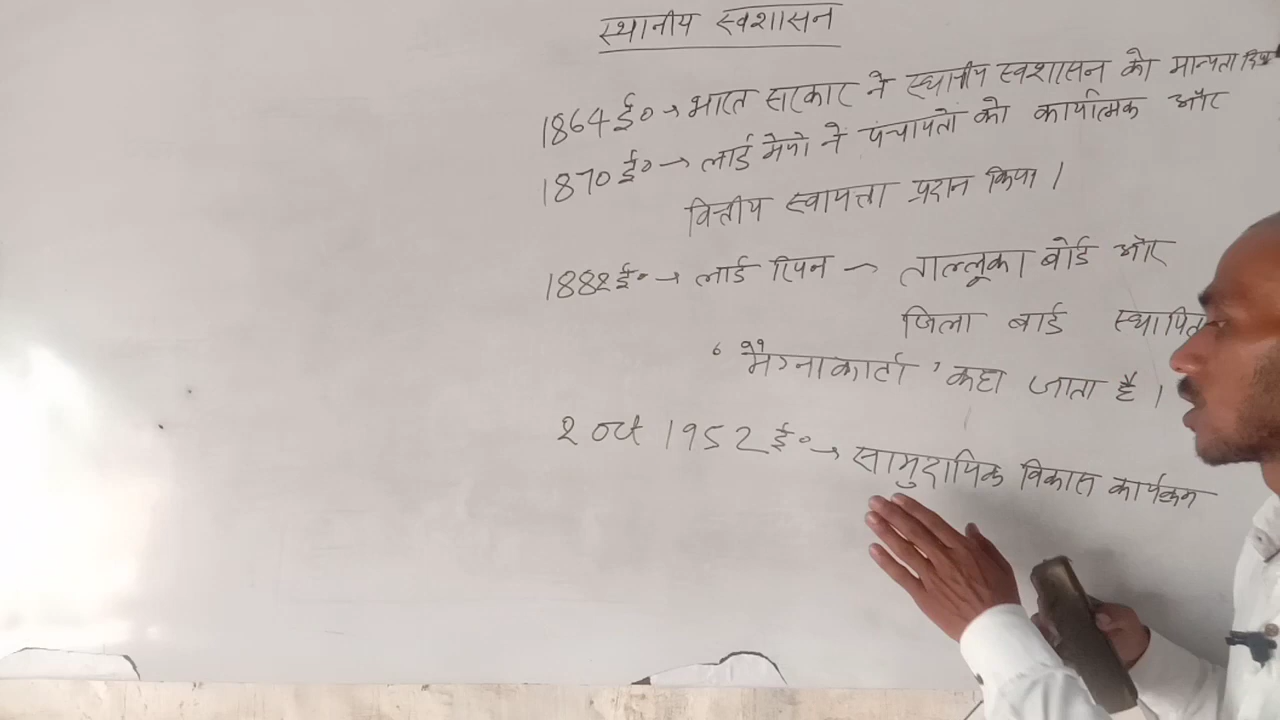 स्थानीय स्वशासन
1864 ई० → भारत सरकार ने स्थानीय स्वशासन को मान्यता दिया
1870 ई० → लार्ड मेयो ने पंचायतों को कार्यात्मक और
वित्तीय स्वायत्ता प्रदान किया।
1882 ई० → लार्ड रिपन → ताल्लूका बोर्ड और
जिला बार्ड स्थापित
' मैग्नाकार्टा ' कहा जाता है।
2 Oct 1952 ई० → सामुदायिक विकास कार्यक्रम